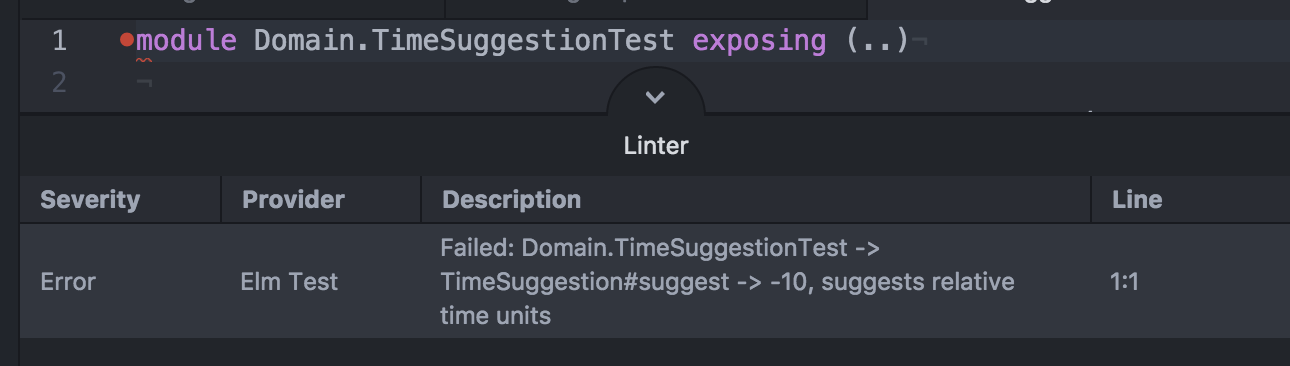 1 module Domain.TimeSuggestionTest exposing (..)¬
2 ¬
Linter
Severity Provider Description Line
Failed: Domain.TimeSuggestionTest ->
Error Elm Test TimeSuggestion#suggest -> -10, suggests relative 1:1
time units